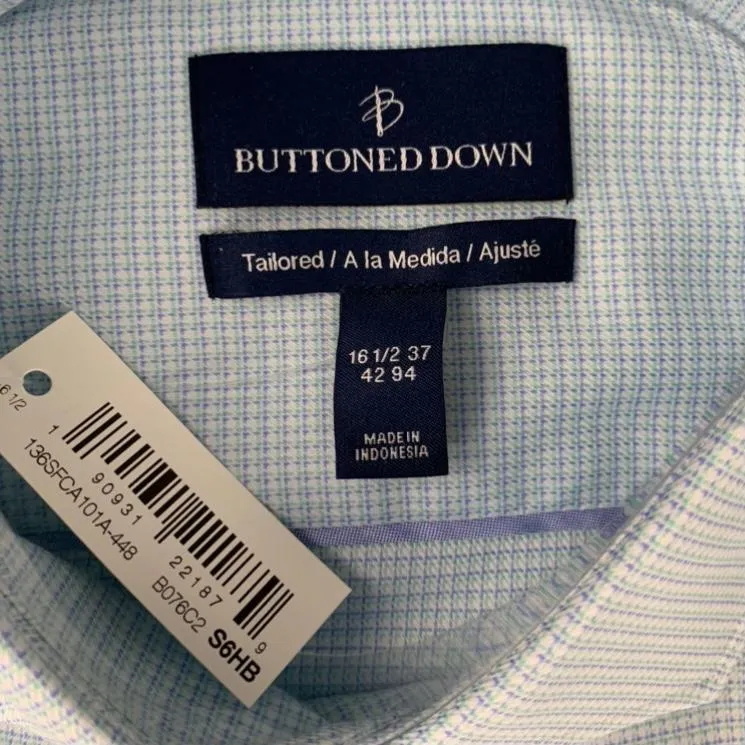 B
BUTTONED DOWN
Tailored / A la Medida / Ajusté
16 1/2 37
42 94
MADE IN
INDONESIA
6 1/2
1 90931 22187 9
136SFCA101A-448
B076C2 S6HB